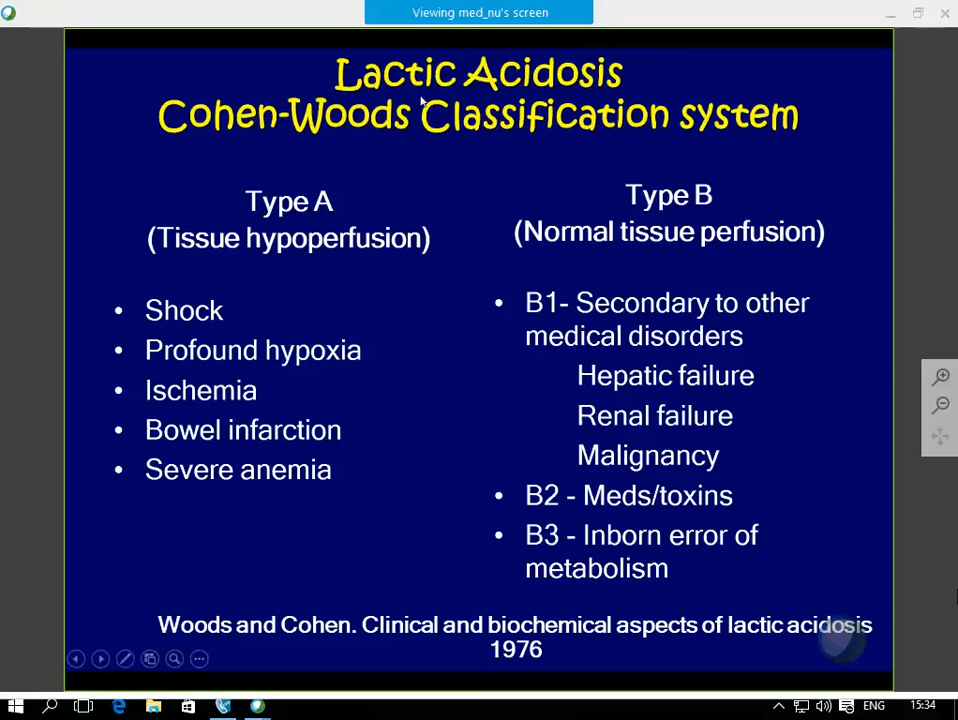 Viewing med_nu's screen
Lactic Acidosis
Cohen-Woods Classification system
Type A
(Tissue hypoperfusion)
• Shock
• Profound hypoxia
• Ischemia
• Bowel infarction
• Severe anemia
Type B
(Normal tissue perfusion)
• B1- Secondary to other
medical disorders
Hepatic failure
Renal failure
Malignancy
• B2 - Meds/toxins
• B3 - Inborn error of
metabolism
Woods and Cohen. Clinical and biochemical aspects of lactic acidosis
1976
ENG
15:34